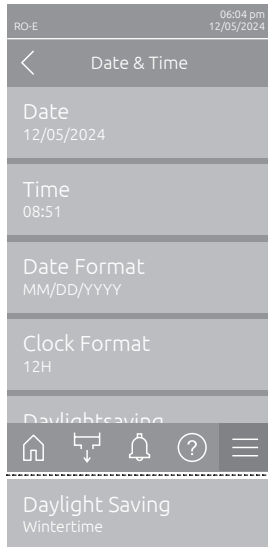 06:04 pm
RO-E 12/05/2024
Date & Time
Date
12/05/2024
Time
08:51
Date Format
MM/DD/YYYY
Clock Format
12H
Daylightsaving
?
Daylight Saving
Wintertime